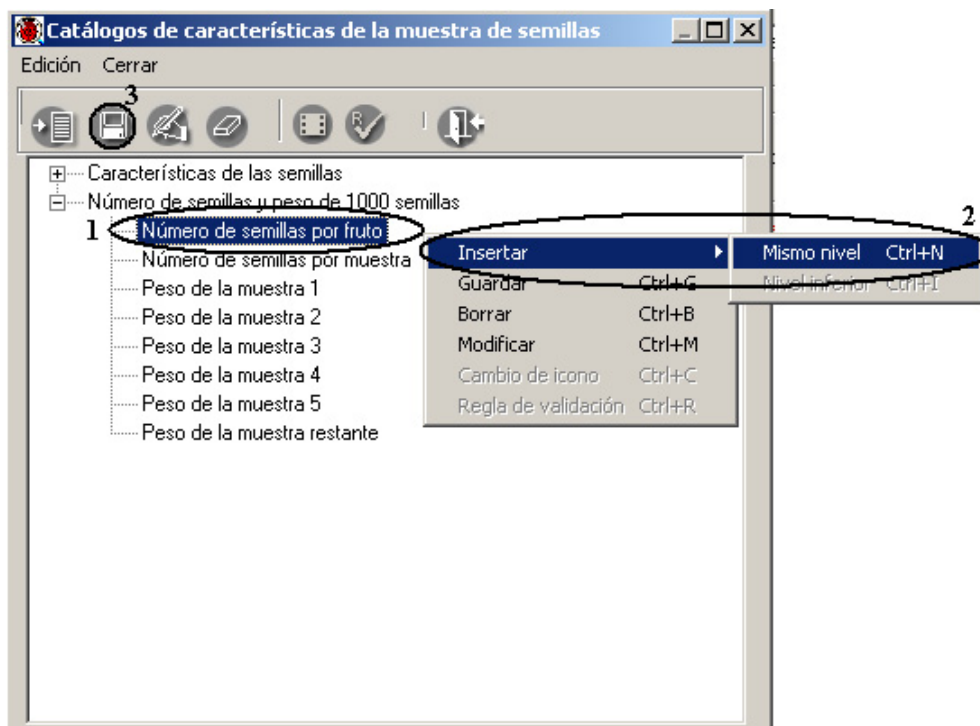 Catálogos de características de la muestra de semillas
Edición Cerrar
3
Características de las semillas
Número de semillas y peso de 1000 semillas
1 Número de semillas por fruto
Número de semillas por muestra
Peso de la muestra 1
Peso de la muestra 2
Peso de la muestra 3
Peso de la muestra 4
Peso de la muestra 5
Peso de la muestra restante
Insertar
Guardar Ctrl+G
Borrar Ctrl+B
Modificar Ctrl+M
Cambio de icono Ctrl+C
Regla de validación Ctrl+R
2
Mismo nivel Ctrl+N
Nivel inferior Ctrl+I